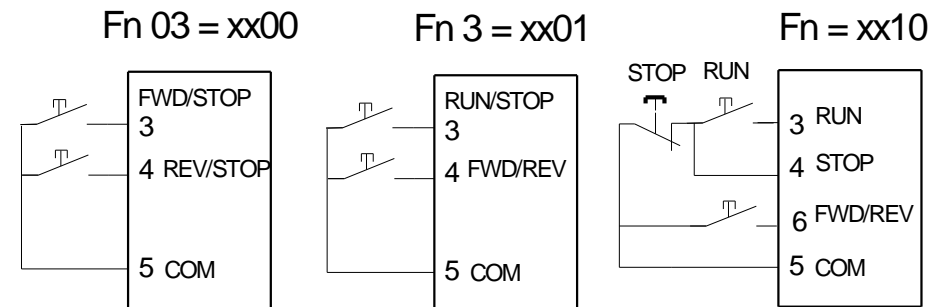 Fn 03 = xx00
FWD/STOP
3
4 REV/STOP
5 COM
Fn 3 = xx01
RUN/STOP
3
4 FWD/REV
5 COM
Fn = xx10
STOP RUN
3 RUN
4 STOP
6 FWD/REV
5 COM